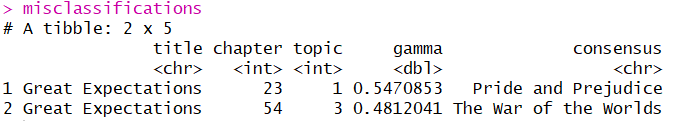 > misclassifications
# A tibble: 2 x 5
title chapter topic gamma consensus
<chr> <int> <int> <dbl> <chr>
1 Great Expectations 23 1 0.5470853 Pride and Prejudice
2 Great Expectations 54 3 0.4812041 The War of the Worlds